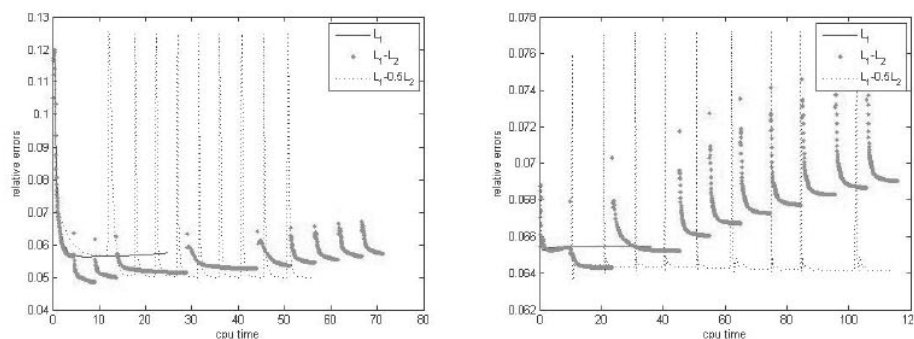 0.13
0.12
0.11
0.1
0.09
0.08
0.07
0.06
0.05
0.04
relative errors
0 10 20 30 40 50 60 70 80
cpu time
L1
L1-L2
L1-0.5L2
0.078
0.076
0.074
0.072
0.07
0.068
0.066
0.064
0.062
relative errors
0 20 40 60 80 100 12
cpu time
L1
L1-L2
L1-0.5L2